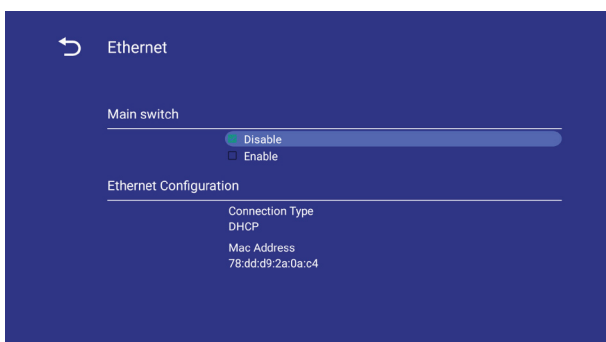 Ethernet
Main switch
Disable
Enable
Ethernet Configuration
Connection Type
DHCP
Mac Address
78:dd:d9:2a:0a:c4